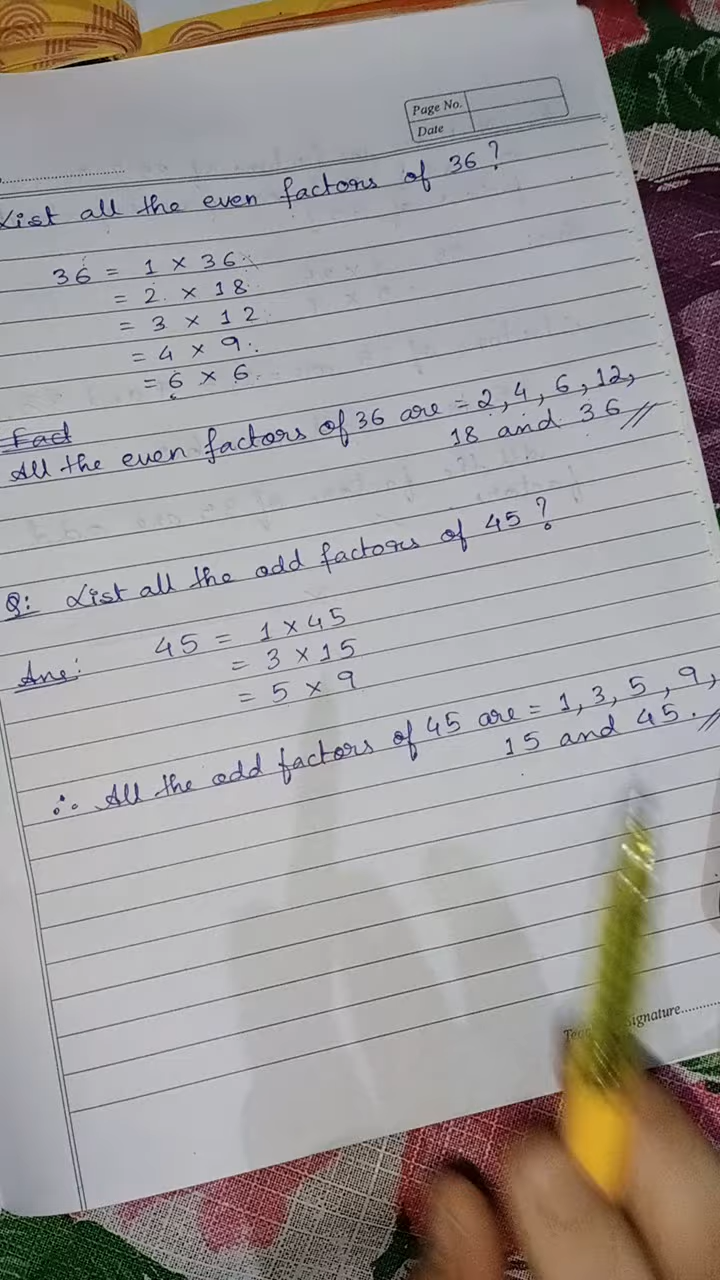 Page No.
Date
List all the even factors of 36?
36 = 1 × 36
= 2 × 18
= 3 × 12
= 4 × 9
= 6 × 6
Fact
All the even factors of 36 are = 2, 4, 6, 12,
18 and 36 //
Q: List all the odd factors of 45?
Ans: 45 = 1 × 45
= 3 × 15
= 5 × 9
∴ All the odd factors of 45 are = 1, 3, 5, 9,
15 and 45. //